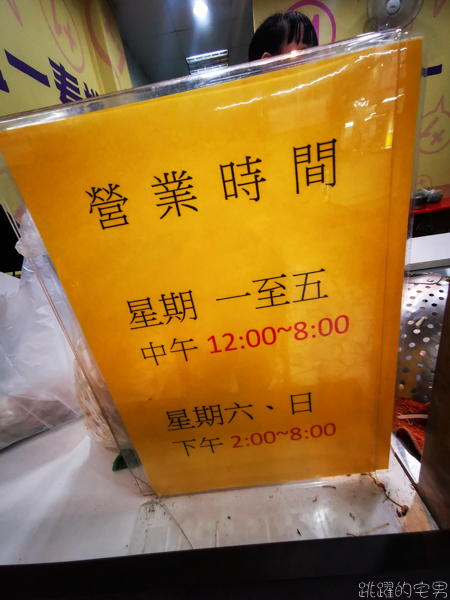 營業時間
星期 一至五
中午 12:00~8:00
星期六、日
下午 2:00~8:00
跳躍的宅男